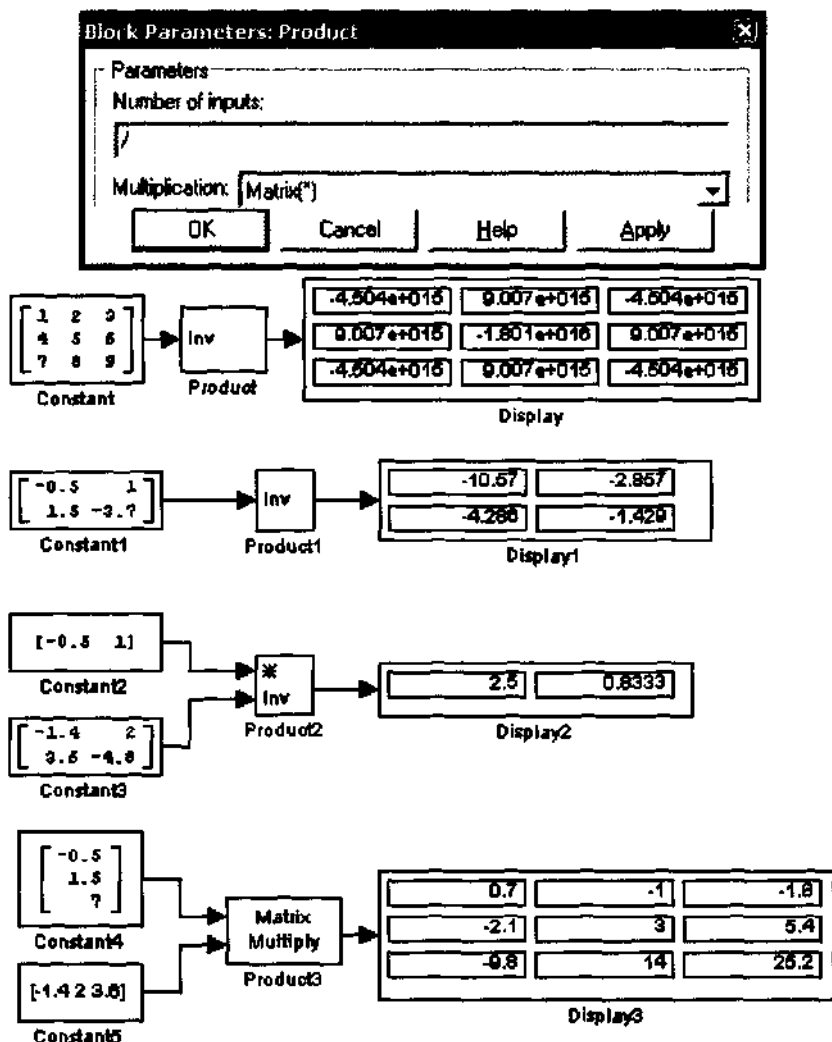 Block Parameters: Product
Parameters
Number of inputs:
/
Multiplication: Matrix(*)
OK Cancel Help Apply
1 2 3
4 5 6
7 8 9
Constant
Inv
Product
-4.504e+015 9.007e+015 -4.504e+015
9.007e+015 -1.801e+016 9.007e+015
-4.504e+015 9.007e+015 -4.504e+015
Display
-0.5 1
1.5 -3.7
Constant1
Inv
Product1
-10.57 -2.857
-4.286 -1.429
Display1
[-0.5 1]
Constant2
-1.4 2
3.6 -4.8
Constant3
*
Inv
Product2
2.5 0.8333
Display2
-0.5
1.5
7
Constant4
[-1.4 2 3.6]
Constant5
Matrix
Multiply
Product3
0.7 -1 -1.8
-2.1 3 5.4
-9.8 14 25.2
Display3